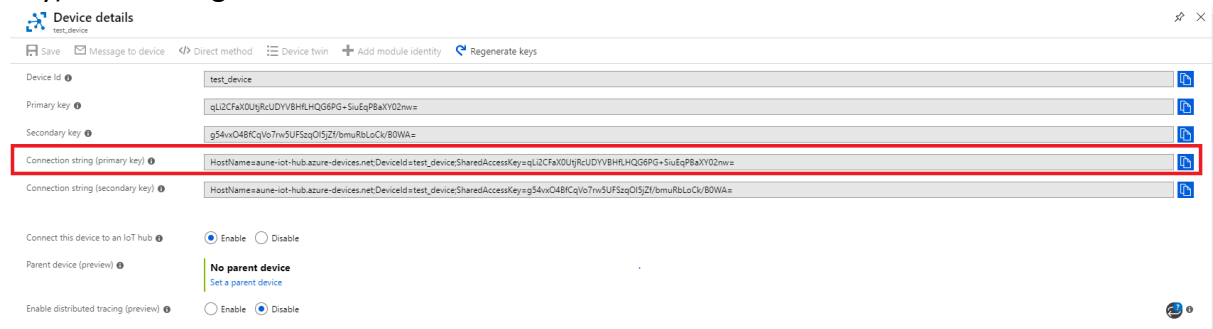 Device details
test_device
Save Message to device Direct method Device twin Add module identity Regenerate keys
Device Id
test_device
Primary key
qLi2CFaX0UtjRcUDYVBHfLHQG6PG+SiuEqPBaXY02nw=
Secondary key
g54vxO4BfCqVo7rw5UFSzqOI5jZf/bmuRbLoCk/B0WA=
Connection string (primary key)
HostName=aune-iot-hub.azure-devices.net;DeviceId=test_device;SharedAccessKey=qLi2CFaX0UtjRcUDYVBHfLHQG6PG+SiuEqPBaXY02nw=
Connection string (secondary key)
HostName=aune-iot-hub.azure-devices.net;DeviceId=test_device;SharedAccessKey=g54vxO4BfCqVo7rw5UFSzqOI5jZf/bmuRbLoCk/B0WA=
Connect this device to an IoT hub
Enable Disable
Parent device (preview)
No parent device
Set a parent device
Enable distributed tracing (preview)
Enable Disable